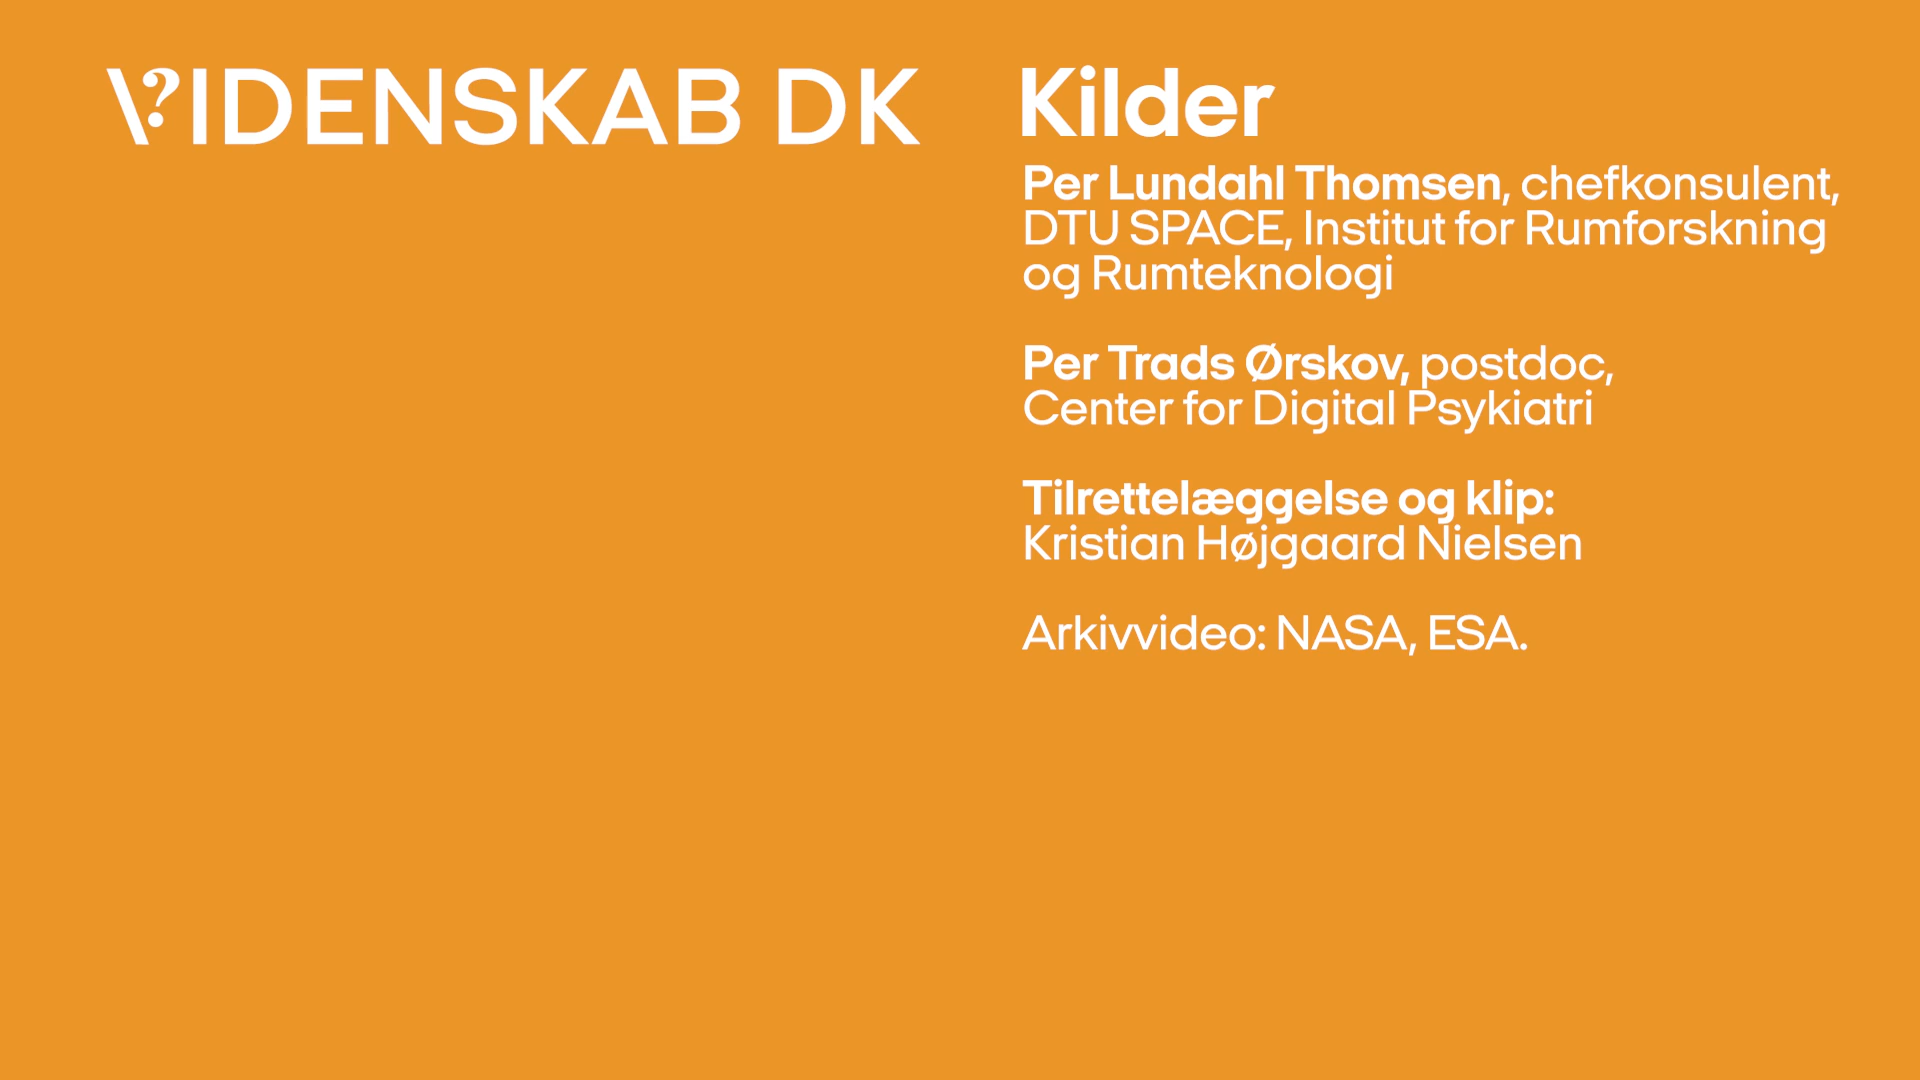 VIDENSKAB DK
Kilder
Per Lundahl Thomsen, chefkonsulent,
DTU SPACE, Institut for Rumforskning
og Rumteknologi
Per Trads Ørskov, postdoc,
Center for Digital Psykiatri
Tilrettelæggelse og klip:
Kristian Højgaard Nielsen
Arkivvideo: NASA, ESA.